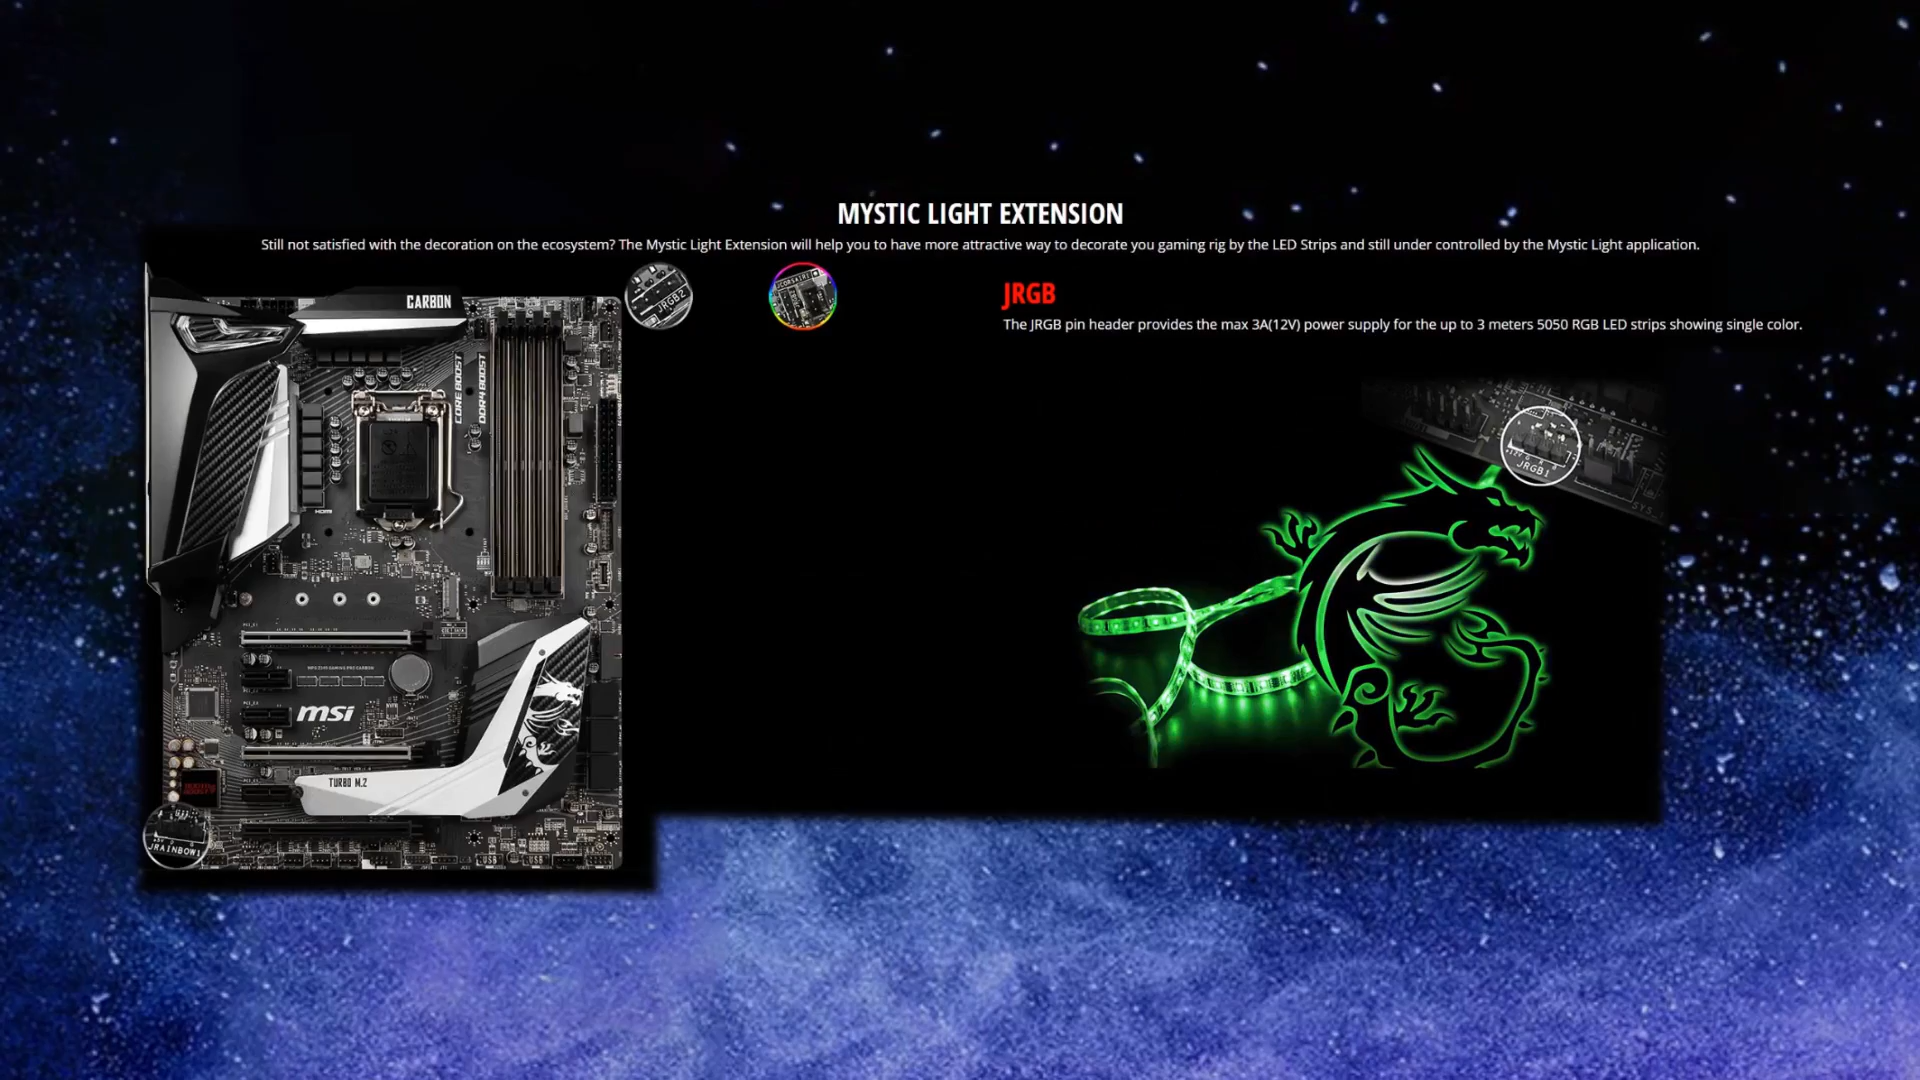 MYSTIC LIGHT EXTENSION
Still not satisfied with the decoration on the ecosystem? The Mystic Light Extension will help you to have more attractive way to decorate you gaming rig by the LED Strips and still under controlled by the Mystic Light application.
JRGB2
JCORSAIR1
JRGB
The JRGB pin header provides the max 3A(12V) power supply for the up to 3 meters 5050 RGB LED strips showing single color.
CARBON
CORE BOOST
DDR4 BOOST
JRGB1
HDMI
msi
TURBO M.2
JRAINBOW1
USB
USB